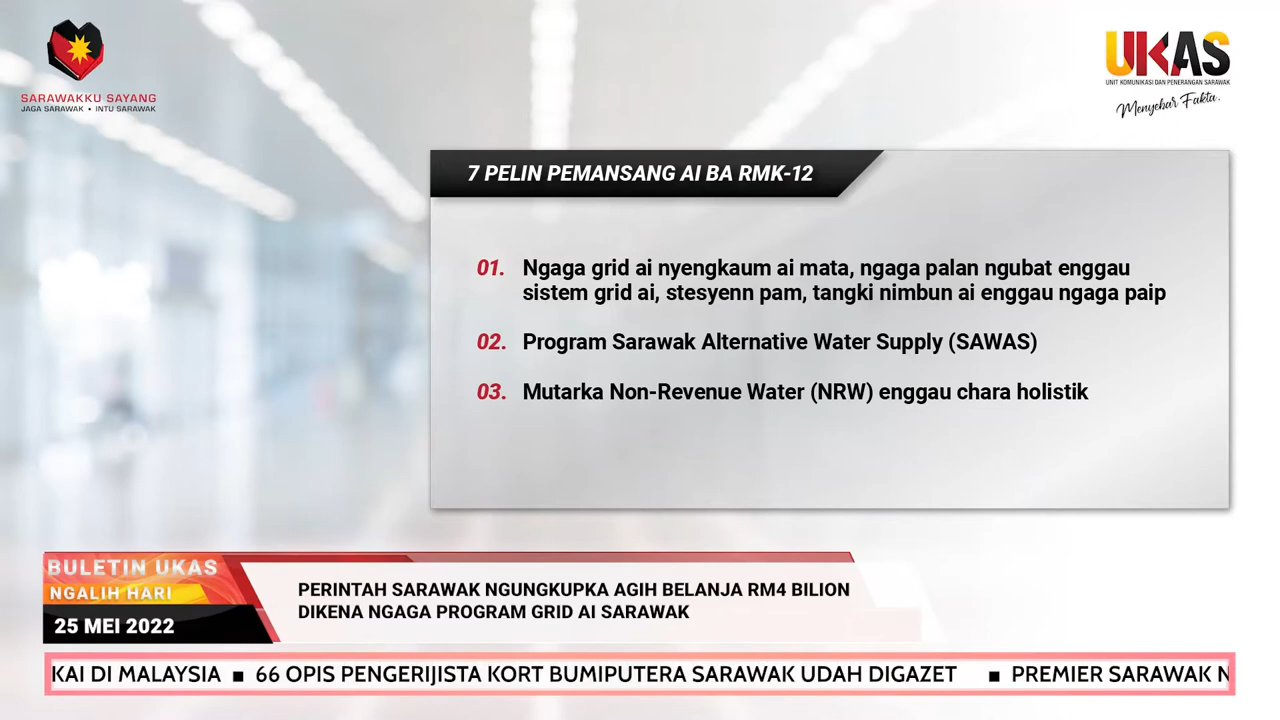 SARAWAKKU SAYANG
JAGA SARAWAK • INTU SARAWAK
UKAS
UNIT KOMUNIKASI DAN PENERANGAN SARAWAK
Menyebar Fakta.
7 PELIN PEMANSANG AI BA RMK-12
01. Ngaga grid ai nyengkaum ai mata, ngaga palan ngubat enggau
sistem grid ai, stesyenn pam, tangki nimbun ai enggau ngaga paip
02. Program Sarawak Alternative Water Supply (SAWAS)
03. Mutarka Non-Revenue Water (NRW) enggau chara holistik
BULETIN UKAS
NGALIH HARI
25 MEI 2022
PERINTAH SARAWAK NGUNGKUPKA AGIH BELANJA RM4 BILION
DIKENA NGAGA PROGRAM GRID AI SARAWAK
KAI DI MALAYSIA ■ 66 OPIS PENGERIJISTA KORT BUMIPUTERA SARAWAK UDAH DIGAZET ■ PREMIER SARAWAK N